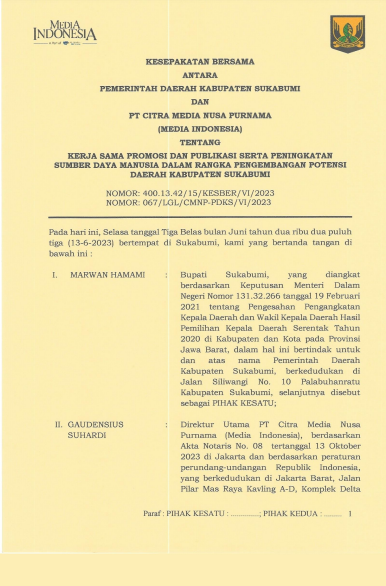 MEDIA
INDONESIA
KESEPAKATAN BERSAMA
ANTARA
PEMERINTAH DAERAH KABUPATEN SUKABUMI
DAN
PT CITRA MEDIA NUSA PURNAMA
(MEDIA INDONESIA)
TENTANG
KERJA SAMA PROMOSI DAN PUBLIKASI SERTA PENINGKATAN
SUMBER DAYA MANUSIA DALAM RANGKA PENGEMBANGAN POTENSI
DAERAH KABUPATEN SUKABUMI
NOMOR: 400.13.42/15/KESBER/VI/2023
NOMOR: 067/LGL/CMNP-PDKS/VI/2023
Pada hari ini, Selasa tanggal Tiga Belas bulan Juni tahun dua ribu dua puluh
tiga (13-6-2023) bertempat di Sukabumi, kami yang bertanda tangan di
bawah ini :
I. MARWAN HAMAMI : Bupati Sukabumi, yang diangkat
berdasarkan Keputusan Menteri Dalam
Negeri Nomor 131.32.266 tanggal 19 Februari
2021 tentang Pengesahan Pengangkatan
Kepala Daerah dan Wakil Kepala Daerah Hasil
Pemilihan Kepala Daerah Serentak Tahun
2020 di Kabupaten dan Kota pada Provinsi
Jawa Barat, dalam hal ini bertindak untuk
dan atas nama Pemerintah Daerah
Kabupaten Sukabumi, berkedudukan di
Jalan Siliwangi No. 10 Palabuhanratu
Kabupaten Sukabumi, selanjutnya disebut
sebagai PIHAK KESATU;
II. GAUDENSIUS : Direktur Utama PT Citra Media Nusa
SUHARDI Purnama (Media Indonesia), berdasarkan
Akta Notaris No. 08 tertanggal 13 Oktober
2023 di Jakarta dan berdasarkan peraturan
perundang-undangan Republik Indonesia,
yang berkedudukan di Jakarta Barat, Jalan
Pilar Mas Raya Kavling A-D, Komplek Delta
Paraf : PIHAK KESATU : .............; PIHAK KEDUA : ........ 1